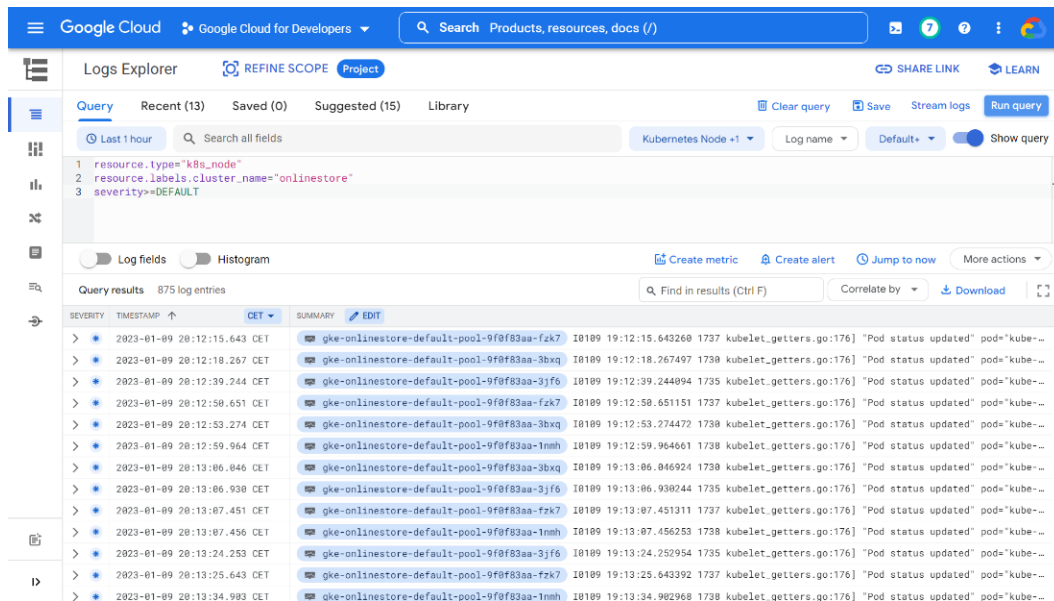 Google Cloud Google Cloud for Developers Search Products, resources, docs (/) 7
Logs Explorer REFINE SCOPE Project SHARE LINK LEARN
Query Recent (13) Saved (0) Suggested (15) Library Clear query Save Stream logs Run query
Last 1 hour Search all fields Kubernetes Node +1 Log name Default+ Show query
1 resource.type="k8s_node"
2 resource.labels.cluster_name="onlinestore"
3 severity>=DEFAULT
Log fields Histogram Create metric Create alert Jump to now More actions
Query results 875 log entries Find in results (Ctrl F) Correlate by Download
SEVERITY TIMESTAMP CET SUMMARY EDIT
2023-01-09 20:12:15.643 CET gke-onlinestore-default-pool-9f0f83aa-fzk7 I0109 19:12:15.643260 1737 kubelet_getters.go:176] "Pod status updated" pod="kube-…
2023-01-09 20:12:18.267 CET gke-onlinestore-default-pool-9f0f83aa-3bxq I0109 19:12:18.267497 1730 kubelet_getters.go:176] "Pod status updated" pod="kube-…
2023-01-09 20:12:39.244 CET gke-onlinestore-default-pool-9f0f83aa-3jf6 I0109 19:12:39.244094 1735 kubelet_getters.go:176] "Pod status updated" pod="kube-…
2023-01-09 20:12:50.651 CET gke-onlinestore-default-pool-9f0f83aa-fzk7 I0109 19:12:50.651151 1737 kubelet_getters.go:176] "Pod status updated" pod="kube-…
2023-01-09 20:12:53.274 CET gke-onlinestore-default-pool-9f0f83aa-3bxq I0109 19:12:53.274472 1730 kubelet_getters.go:176] "Pod status updated" pod="kube-…
2023-01-09 20:12:59.964 CET gke-onlinestore-default-pool-9f0f83aa-1nmh I0109 19:12:59.964661 1738 kubelet_getters.go:176] "Pod status updated" pod="kube-…
2023-01-09 20:13:06.046 CET gke-onlinestore-default-pool-9f0f83aa-3bxq I0109 19:13:06.046924 1730 kubelet_getters.go:176] "Pod status updated" pod="kube-…
2023-01-09 20:13:06.930 CET gke-onlinestore-default-pool-9f0f83aa-3jf6 I0109 19:13:06.930244 1735 kubelet_getters.go:176] "Pod status updated" pod="kube-…
2023-01-09 20:13:07.451 CET gke-onlinestore-default-pool-9f0f83aa-fzk7 I0109 19:13:07.451311 1737 kubelet_getters.go:176] "Pod status updated" pod="kube-…
2023-01-09 20:13:07.456 CET gke-onlinestore-default-pool-9f0f83aa-1nmh I0109 19:13:07.456253 1738 kubelet_getters.go:176] "Pod status updated" pod="kube-…
2023-01-09 20:13:24.253 CET gke-onlinestore-default-pool-9f0f83aa-3jf6 I0109 19:13:24.252954 1735 kubelet_getters.go:176] "Pod status updated" pod="kube-…
2023-01-09 20:13:25.643 CET gke-onlinestore-default-pool-9f0f83aa-fzk7 I0109 19:13:25.643392 1737 kubelet_getters.go:176] "Pod status updated" pod="kube-…
2023-01-09 20:13:34.903 CET gke-onlinestore-default-pool-9f0f83aa-1nmh I0109 19:13:34.902968 1738 kubelet_getters.go:176] "Pod status updated" pod="kube-…